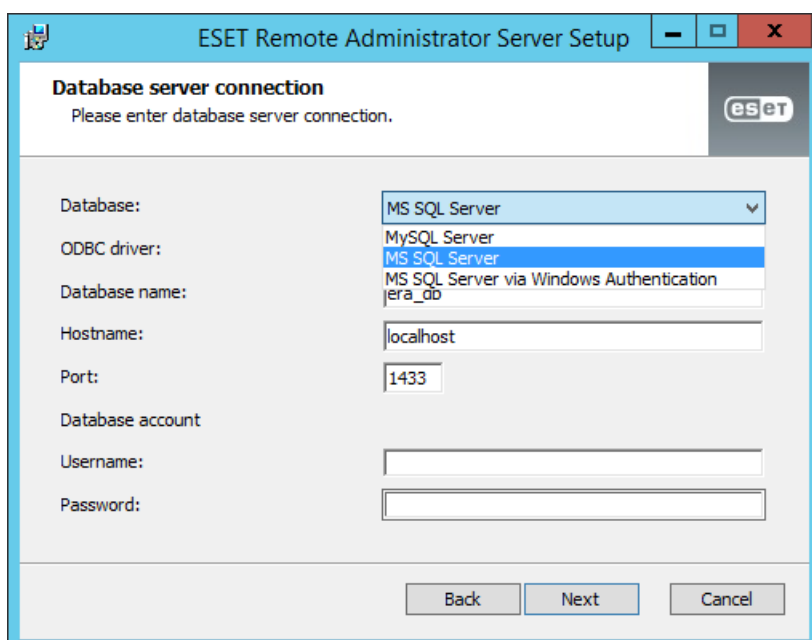 ESET Remote Administrator Server Setup
Database server connection
Please enter database server connection.
eset
Database: MS SQL Server
MySQL Server
ODBC driver: MS SQL Server
MS SQL Server via Windows Authentication
Database name: era_db
Hostname: localhost
Port: 1433
Database account
Username:
Password:
Back Next Cancel